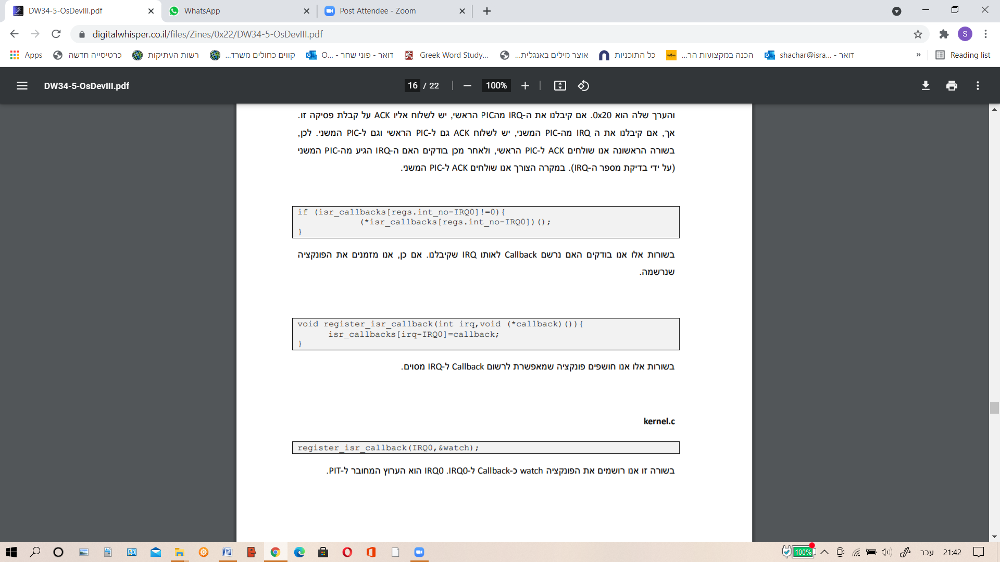 DW34-5-OsDevIII.pdf
WhatsApp
Post Attendee - Zoom
digitalwhisper.co.il/files/Zines/0x22/DW34-5-OsDevIII.pdf
S
Apps
כרטיסייה חדשה
רשות העתיקות
קווים כחולים משרד...
דואר - פוני שחר - O...
Greek Word Study...
אוצר מילים באנגלית...
כל התוכניות
הכנה במקצועות הר...
דואר - shachar@isra...
»
Reading list
DW34-5-OsDevIII.pdf
16 / 22
100%
והערך שלה הוא 0x20. אם קיבלנו את ה-IRQ מהPIC הראשי, יש לשלוח אליו ACK על קבלת פסיקה זו.
אך, אם קיבלנו את ה IRQ מה-PIC המשני, יש לשלוח ACK גם ל-PIC הראשי וגם ל-PIC המשני. לכן,
בשורה הראשונה אנו שולחים ACK ל-PIC הראשי, ולאחר מכן בודקים האם ה-IRQ הגיע מה-PIC המשני
(על ידי בדיקת מספר ה-IRQ). במקרה הצורך אנו שולחים ACK ל-PIC המשני.
if (isr_callbacks[regs.int_no-IRQ0]!=0){
(*isr_callbacks[regs.int_no-IRQ0])();
}
בשורות אלו אנו בודקים האם נרשם Callback לאותו IRQ שקיבלנו. אם כן, אנו מזמנים את הפונקציה
שנרשמה.
void register_isr_callback(int irq,void (*callback)()){
isr_callbacks[irq-IRQ0]=callback;
}
בשורות אלו אנו חושפים פונקציה שמאפשרת לרשום Callback ל-IRQ מסוים.
kernel.c
register_isr_callback(IRQ0,&watch);
בשורה זו אנו רושמים את הפונקציה watch כ-Callback ל-IRQ0. IRQ0 הוא הערוץ המחובר ל-PIT.
100%
עבר
21:42